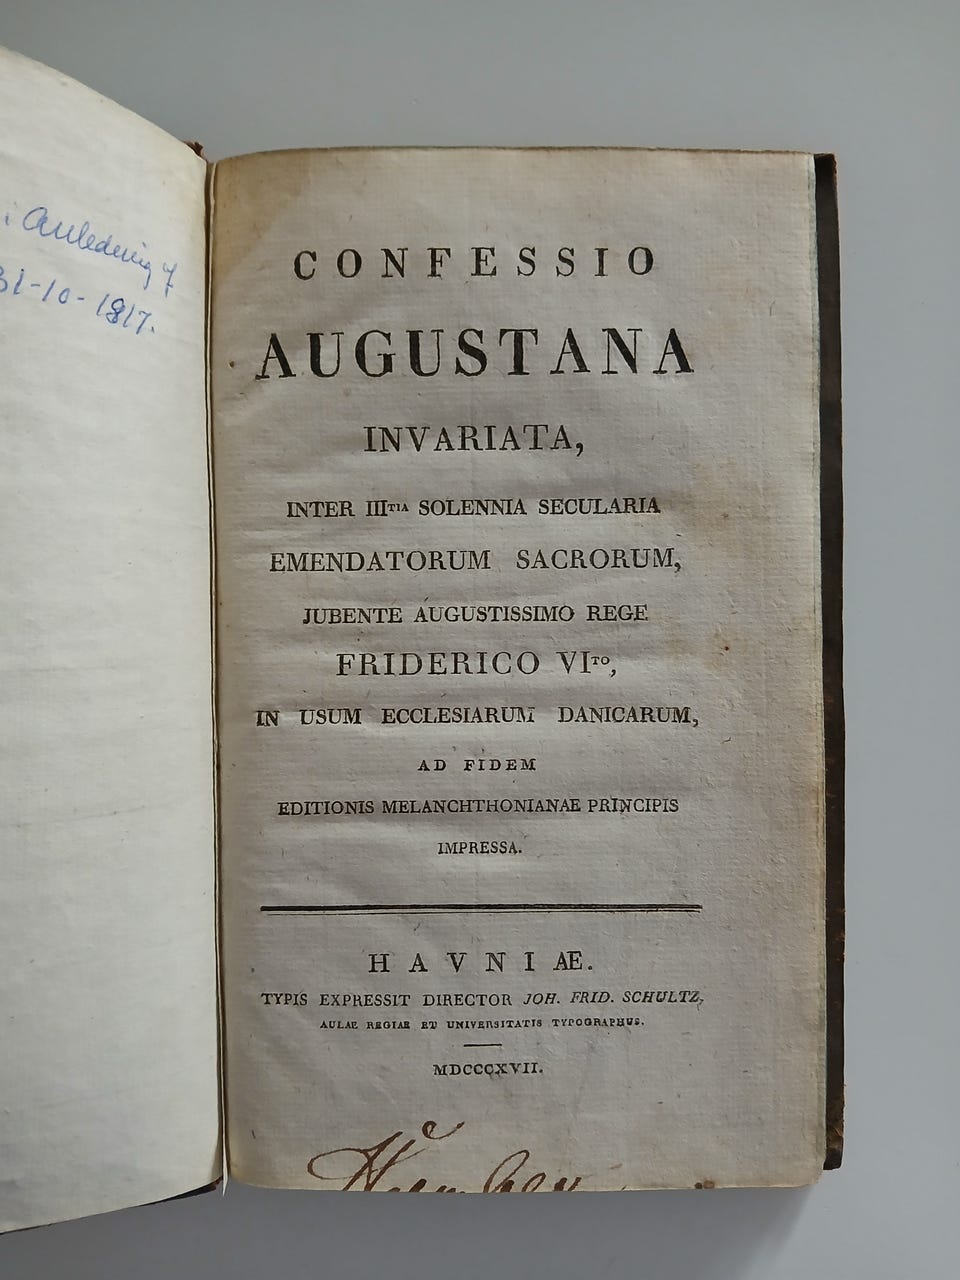 i Anledning af
31-10-1817.
CONFESSIO
AUGUSTANA
INVARIATA,
INTER IIITIA SOLENNIA SECULARIA
EMENDATORUM SACRORUM,
JUBENTE AUGUSTISSIMO REGE
FRIDERICO VITO,
IN USUM ECCLESIARUM DANICARUM,
AD FIDEM
EDITIONIS MELANCHTHONIANAE PRINCIPIS
IMPRESSA.
HAVNIAE.
TYPIS EXPRESSIT DIRECTOR JOH. FRID. SCHULTZ,
AULAE REGIAE ET UNIVERSITATIS TYPOGRAPHUS.
MDCCCXVII.